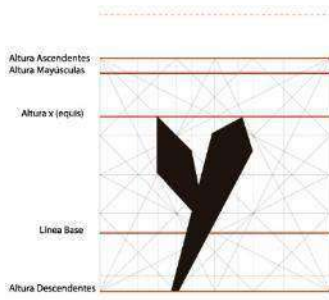 Altura Ascendentes
Altura Mayúsculas
Altura x (equis)
y
Línea Base
Altura Descendentes